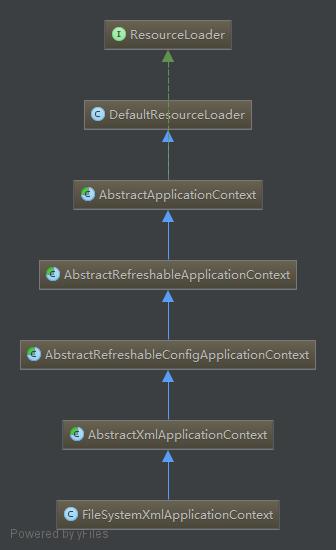 I ResourceLoader
C DefaultResourceLoader
C AbstractApplicationContext
C AbstractRefreshableApplicationContext
C AbstractRefreshableConfigApplicationContext
C AbstractXmlApplicationContext
C FileSystemXmlApplicationContext
Powered by yFiles